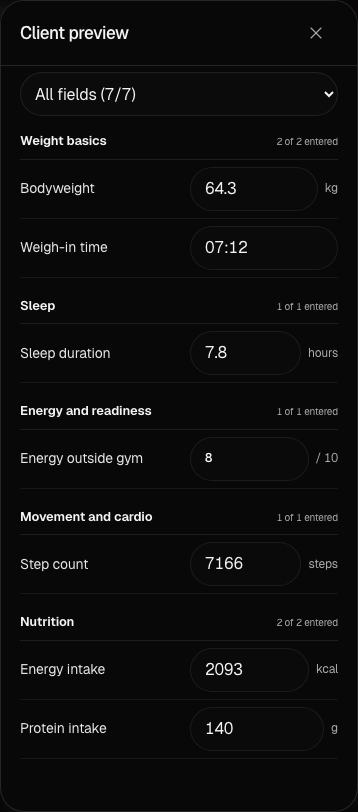 Client preview
All fields (7/7)
Weight basics 2 of 2 entered
Bodyweight 64.3 kg
Weigh-in time 07:12
Sleep 1 of 1 entered
Sleep duration 7.8 hours
Energy and readiness 1 of 1 entered
Energy outside gym 8 / 10
Movement and cardio 1 of 1 entered
Step count 7166 steps
Nutrition 2 of 2 entered
Energy intake 2093 kcal
Protein intake 140 g